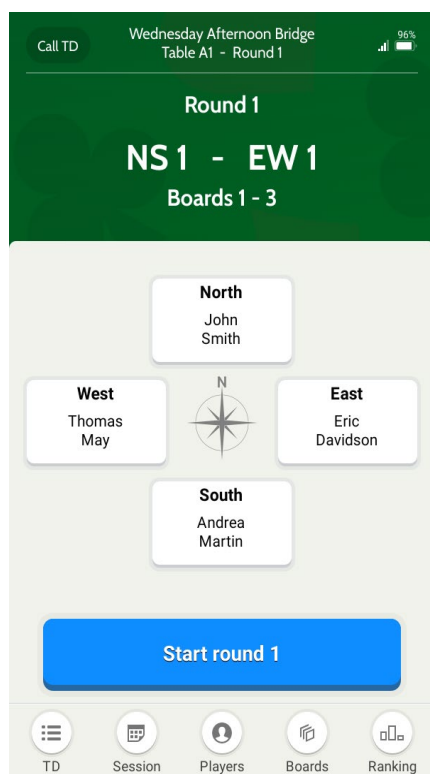 Call TD
Wednesday Afternoon Bridge
Table A1 - Round 1
96%
Round 1
NS 1 - EW 1
Boards 1 - 3
North
John
Smith
West
Thomas
May
N
East
Eric
Davidson
South
Andrea
Martin
Start round 1
TD
Session
Players
Boards
Ranking